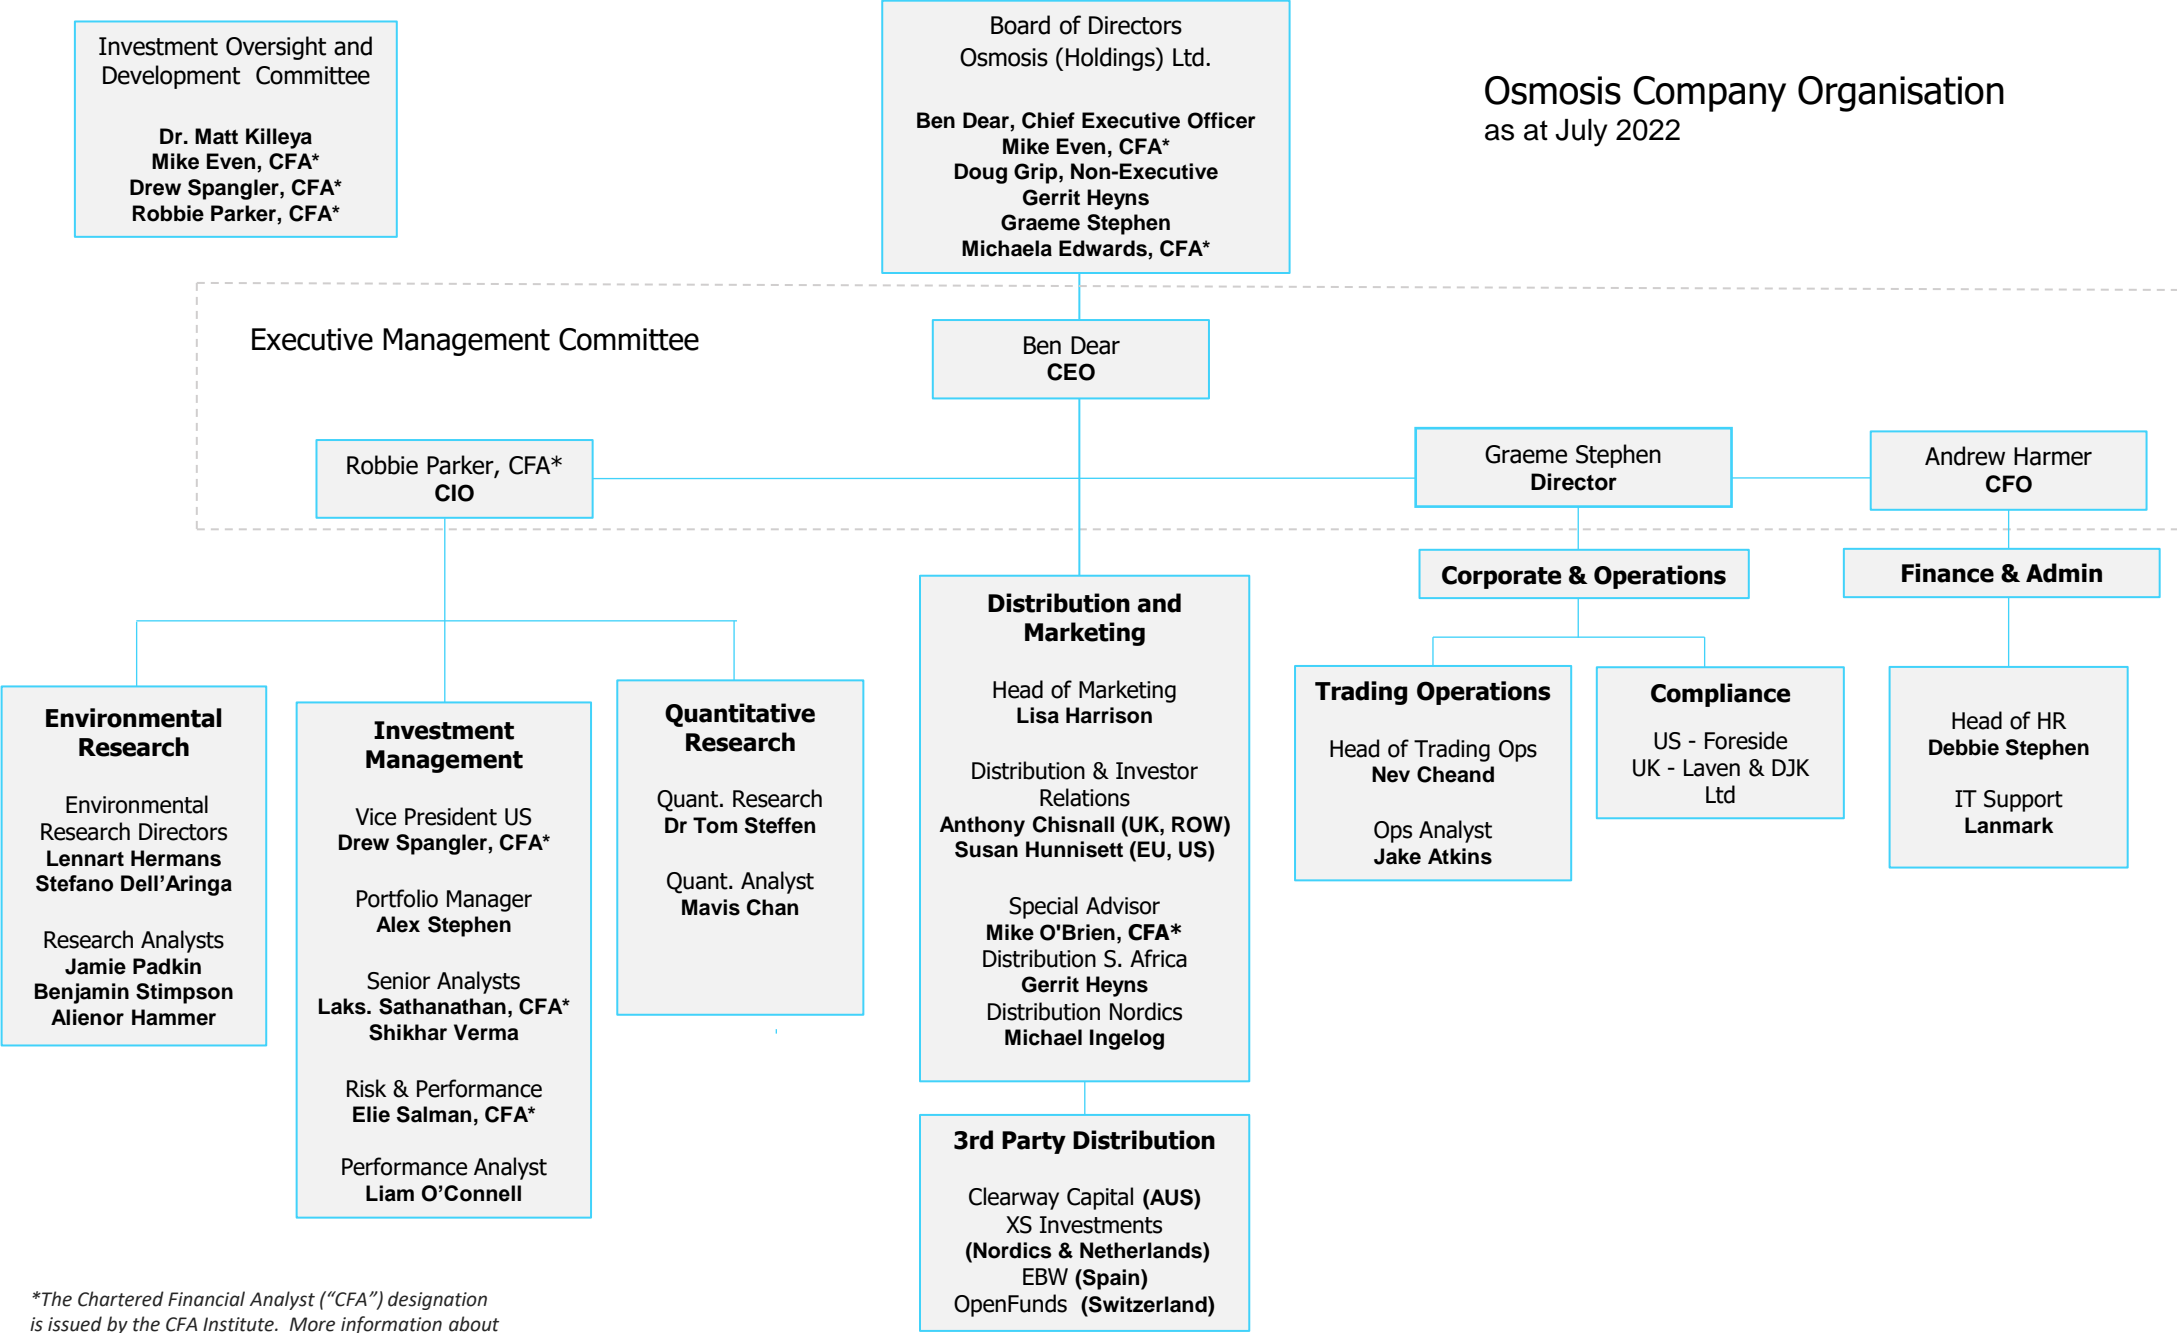 Investment Oversight and
Development Committee
Dr. Matt Killeya
Mike Even, CFA*
Drew Spangler, CFA*
Robbie Parker, CFA*
Board of Directors
Osmosis (Holdings) Ltd.
Ben Dear, Chief Executive Officer
Mike Even, CFA*
Doug Grip, Non-Executive
Gerrit Heyns
Graeme Stephen
Michaela Edwards, CFA*
Osmosis Company Organisation
as at July 2022
Executive Management Committee
Ben Dear
CEO
Robbie Parker, CFA*
CIO
Graeme Stephen
Director
Andrew Harmer
CFO
Environmental
Research
Environmental
Research Directors
Lennart Hermans
Stefano Dell’Aringa
Research Analysts
Jamie Padkin
Benjamin Stimpson
Alienor Hammer
Investment
Management
Vice President US
Drew Spangler, CFA*
Portfolio Manager
Alex Stephen
Senior Analysts
Laks. Sathanathan, CFA*
Shikhar Verma
Risk & Performance
Elie Salman, CFA*
Performance Analyst
Liam O’Connell
Quantitative
Research
Quant. Research
Dr Tom Steffen
Quant. Analyst
Mavis Chan
Distribution and
Marketing
Head of Marketing
Lisa Harrison
Distribution & Investor
Relations
Anthony Chisnall (UK, ROW)
Susan Hunnisett (EU, US)
Special Advisor
Mike O'Brien, CFA*
Distribution S. Africa
Gerrit Heyns
Distribution Nordics
Michael Ingelog
3rd Party Distribution
Clearway Capital (AUS)
XS Investments
(Nordics & Netherlands)
EBW (Spain)
OpenFunds (Switzerland)
Corporate & Operations
Trading Operations
Head of Trading Ops
Nev Cheand
Ops Analyst
Jake Atkins
Compliance
US - Foreside
UK - Laven & DJK
Ltd
Finance & Admin
Head of HR
Debbie Stephen
IT Support
Lanmark
*The Chartered Financial Analyst (“CFA”) designation
is issued by the CFA Institute. More information about